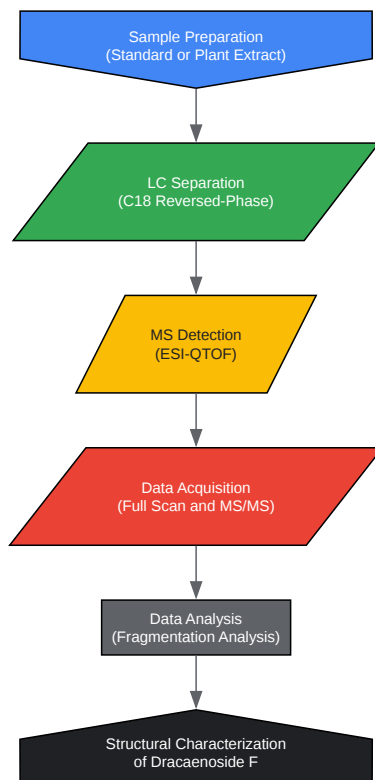 Sample Preparation
(Standard or Plant Extract)
LC Separation
(C18 Reversed-Phase)
MS Detection
(ESI-QTOF)
Data Acquisition
(Full Scan and MS/MS)
Data Analysis
(Fragmentation Analysis)
Structural Characterization
of Dracaenoside F